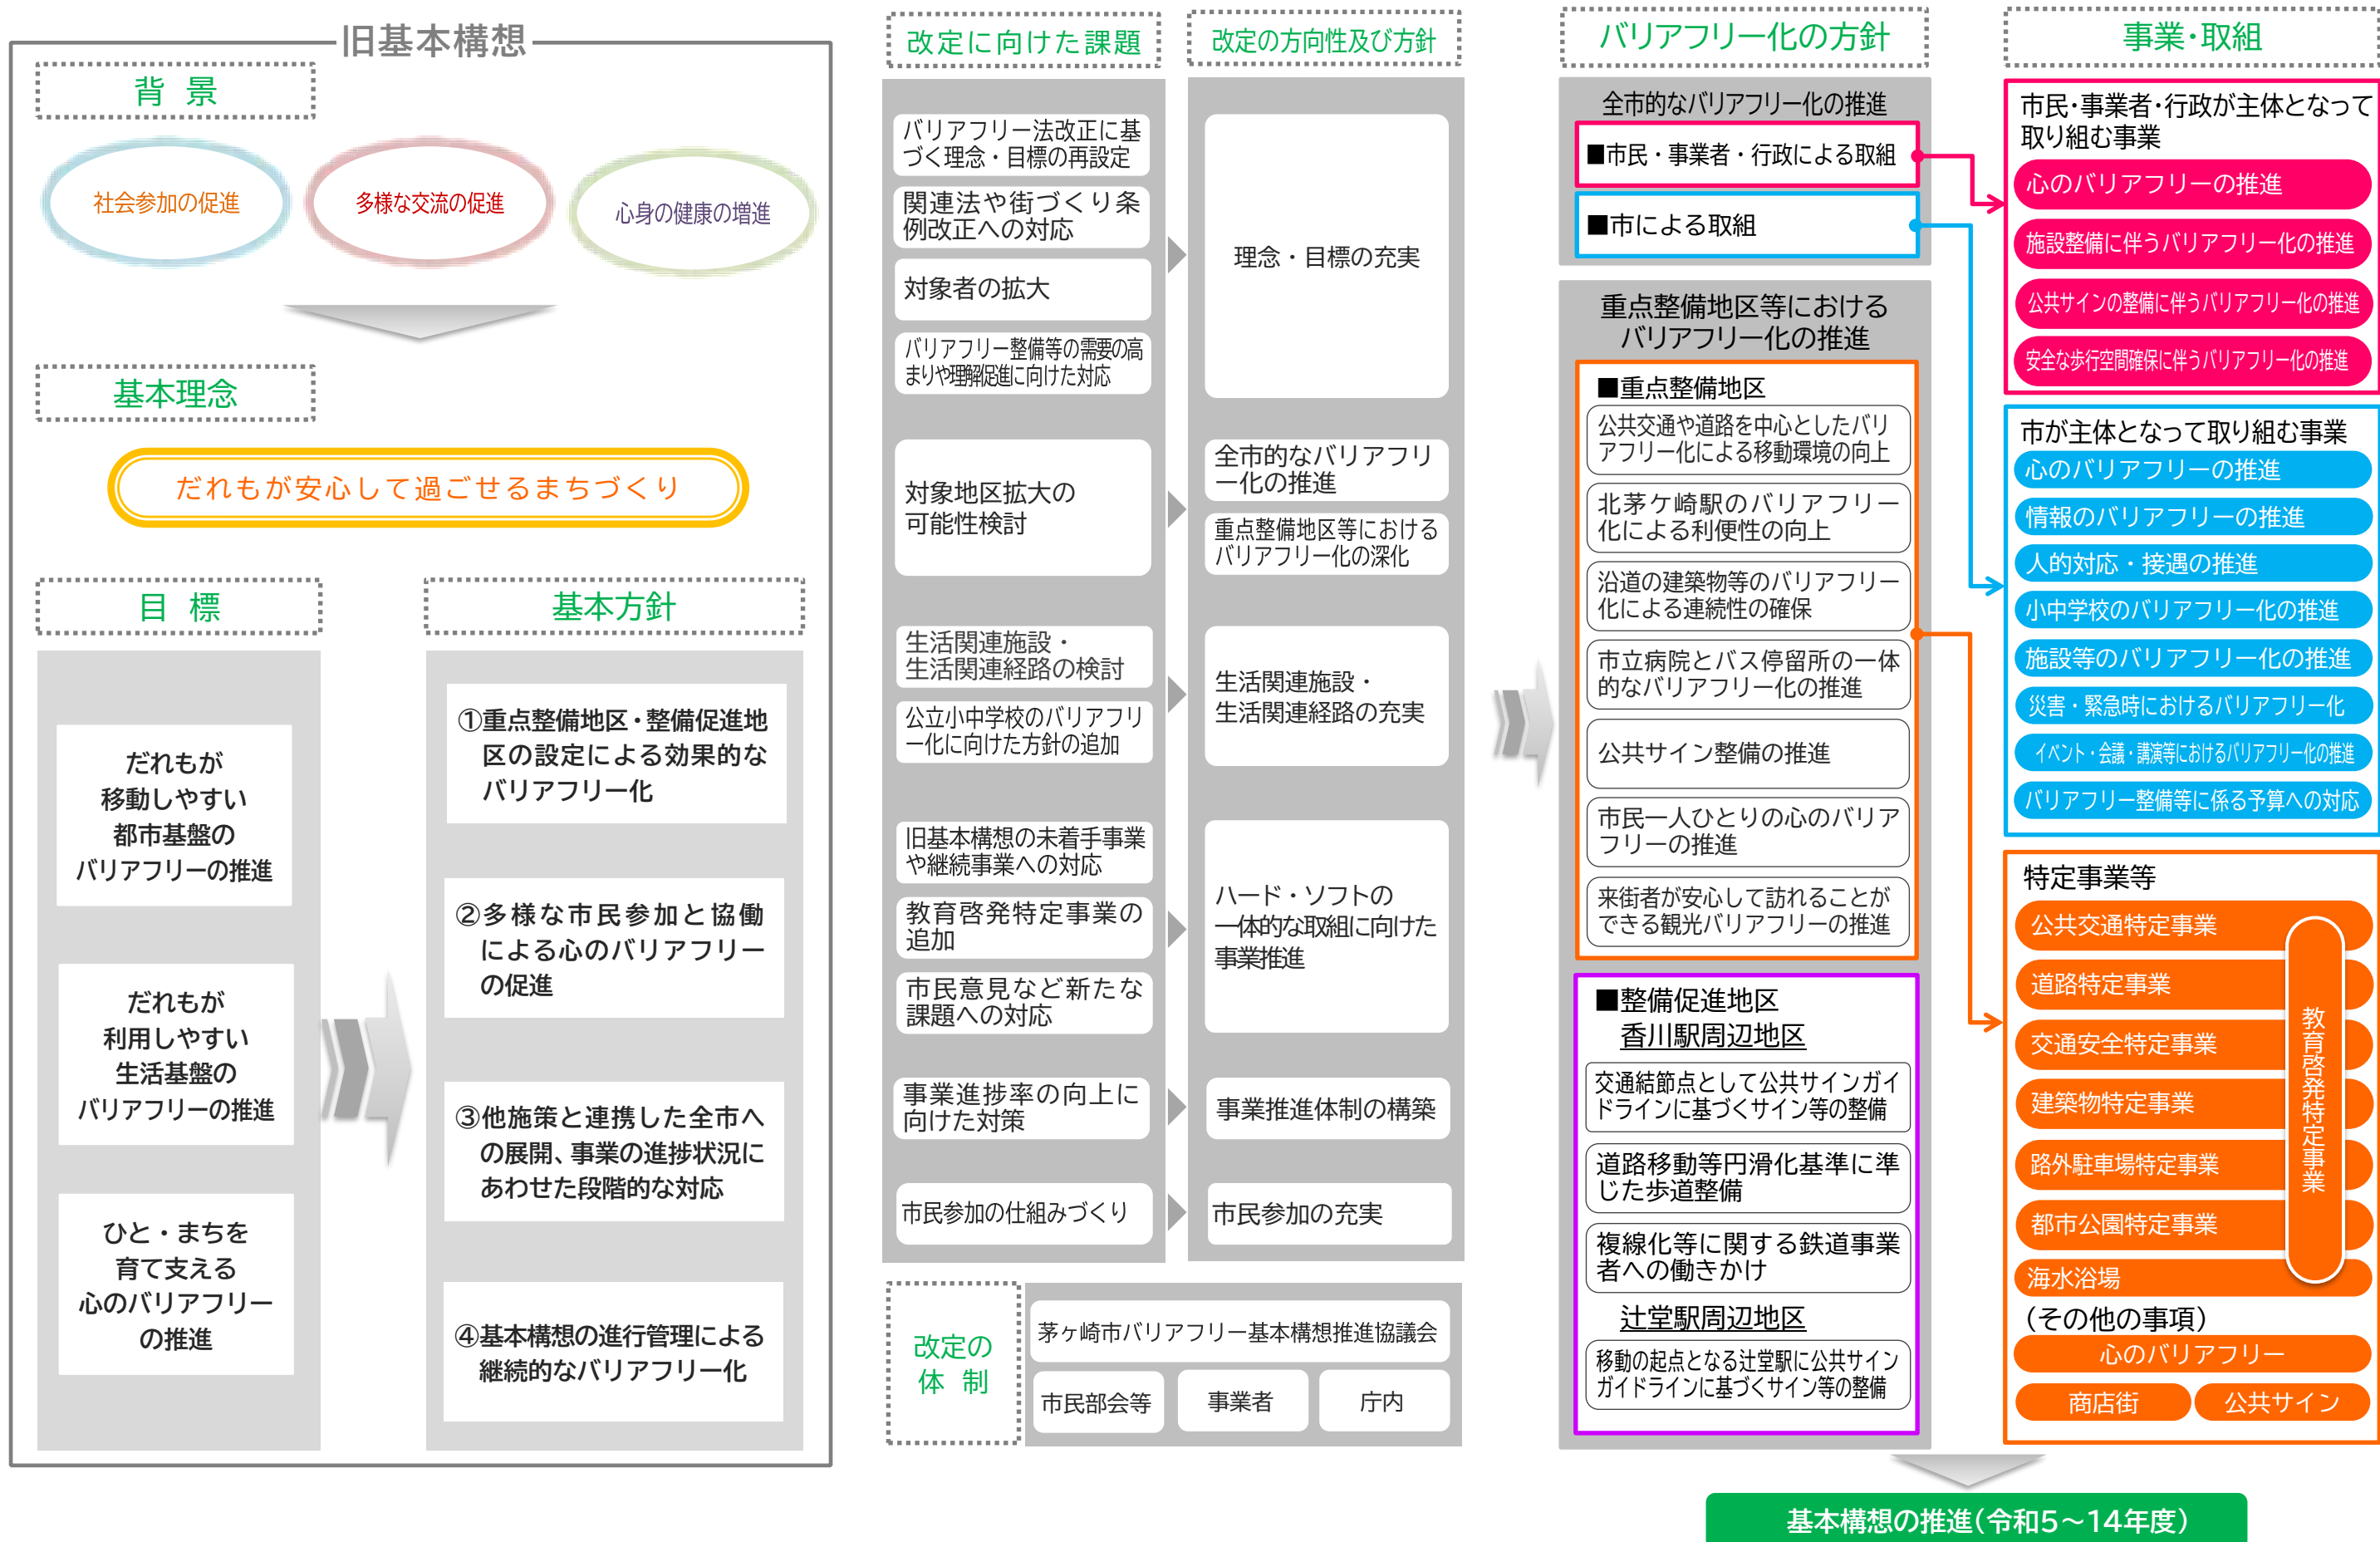 旧基本構想
背 景
社会参加の促進
多様な交流の促進
心身の健康の増進
基本理念
だれもが安心して過ごせるまちづくり
目 標
だれもが
移動しやすい
都市基盤の
バリアフリーの推進
だれもが
利用しやすい
生活基盤の
バリアフリーの推進
ひと・まちを
育て支える
心のバリアフリー
の推進
基本方針
①重点整備地区・整備促進地
区の設定による効果的な
バリアフリー化
②多様な市民参加と協働
による心のバリアフリー
の促進
③他施策と連携した全市へ
の展開、事業の進捗状況に
あわせた段階的な対応
④基本構想の進行管理による
継続的なバリアフリー化
改定に向けた課題
バリアフリー法改正に基
づく理念・目標の再設定
関連法や街づくり条
例改正への対応
対象者の拡大
バリアフリー整備等の需要の高
まりや理解促進に向けた対応
対象地区拡大の
可能性検討
生活関連施設・
生活関連経路の検討
公立小中学校のバリアフリ
ー化に向けた方針の追加
旧基本構想の未着手事業
や継続事業への対応
教育啓発特定事業の
追加
市民意見など新たな
課題への対応
事業進捗率の向上に
向けた対策
市民参加の仕組みづくり
改定の方向性及び方針
理念・目標の充実
全市的なバリアフリ
ー化の推進
重点整備地区等における
バリアフリー化の深化
生活関連施設・
生活関連経路の充実
ハード・ソフトの
一体的な取組に向けた
事業推進
事業推進体制の構築
市民参加の充実
改定の
体 制
茅ヶ崎市バリアフリー基本構想推進協議会
市民部会等
事業者
庁内
バリアフリー化の方針
全市的なバリアフリー化の推進
■市民・事業者・行政による取組
■市による取組
重点整備地区等における
バリアフリー化の推進
■重点整備地区
公共交通や道路を中心としたバリ
アフリー化による移動環境の向上
北茅ケ崎駅のバリアフリー
化による利便性の向上
沿道の建築物等のバリアフリー
化による連続性の確保
市立病院とバス停留所の一体
的なバリアフリー化の推進
公共サイン整備の推進
市民一人ひとりの心のバリア
フリーの推進
来街者が安心して訪れることが
できる観光バリアフリーの推進
■整備促進地区
香川駅周辺地区
交通結節点として公共サインガイ
ドラインに基づくサイン等の整備
道路移動等円滑化基準に準
じた歩道整備
複線化等に関する鉄道事業
者への働きかけ
辻堂駅周辺地区
移動の起点となる辻堂駅に公共サイン
ガイドラインに基づくサイン等の整備
事業・取組
市民・事業者・行政が主体となって
取り組む事業
心のバリアフリーの推進
施設整備に伴うバリアフリー化の推進
公共サインの整備に伴うバリアフリー化の推進
安全な歩行空間確保に伴うバリアフリー化の推進
市が主体となって取り組む事業
心のバリアフリーの推進
情報のバリアフリーの推進
人的対応・接遇の推進
小中学校のバリアフリー化の推進
施設等のバリアフリー化の推進
災害・緊急時におけるバリアフリー化
イベント・会議・講演等におけるバリアフリー化の推進
バリアフリー整備等に係る予算への対応
特定事業等
公共交通特定事業
道路特定事業
交通安全特定事業
建築物特定事業
路外駐車場特定事業
都市公園特定事業
海水浴場
教育啓発特定事業
(その他の事項)
心のバリアフリー
商店街
公共サイン
基本構想の推進(令和5～14年度)